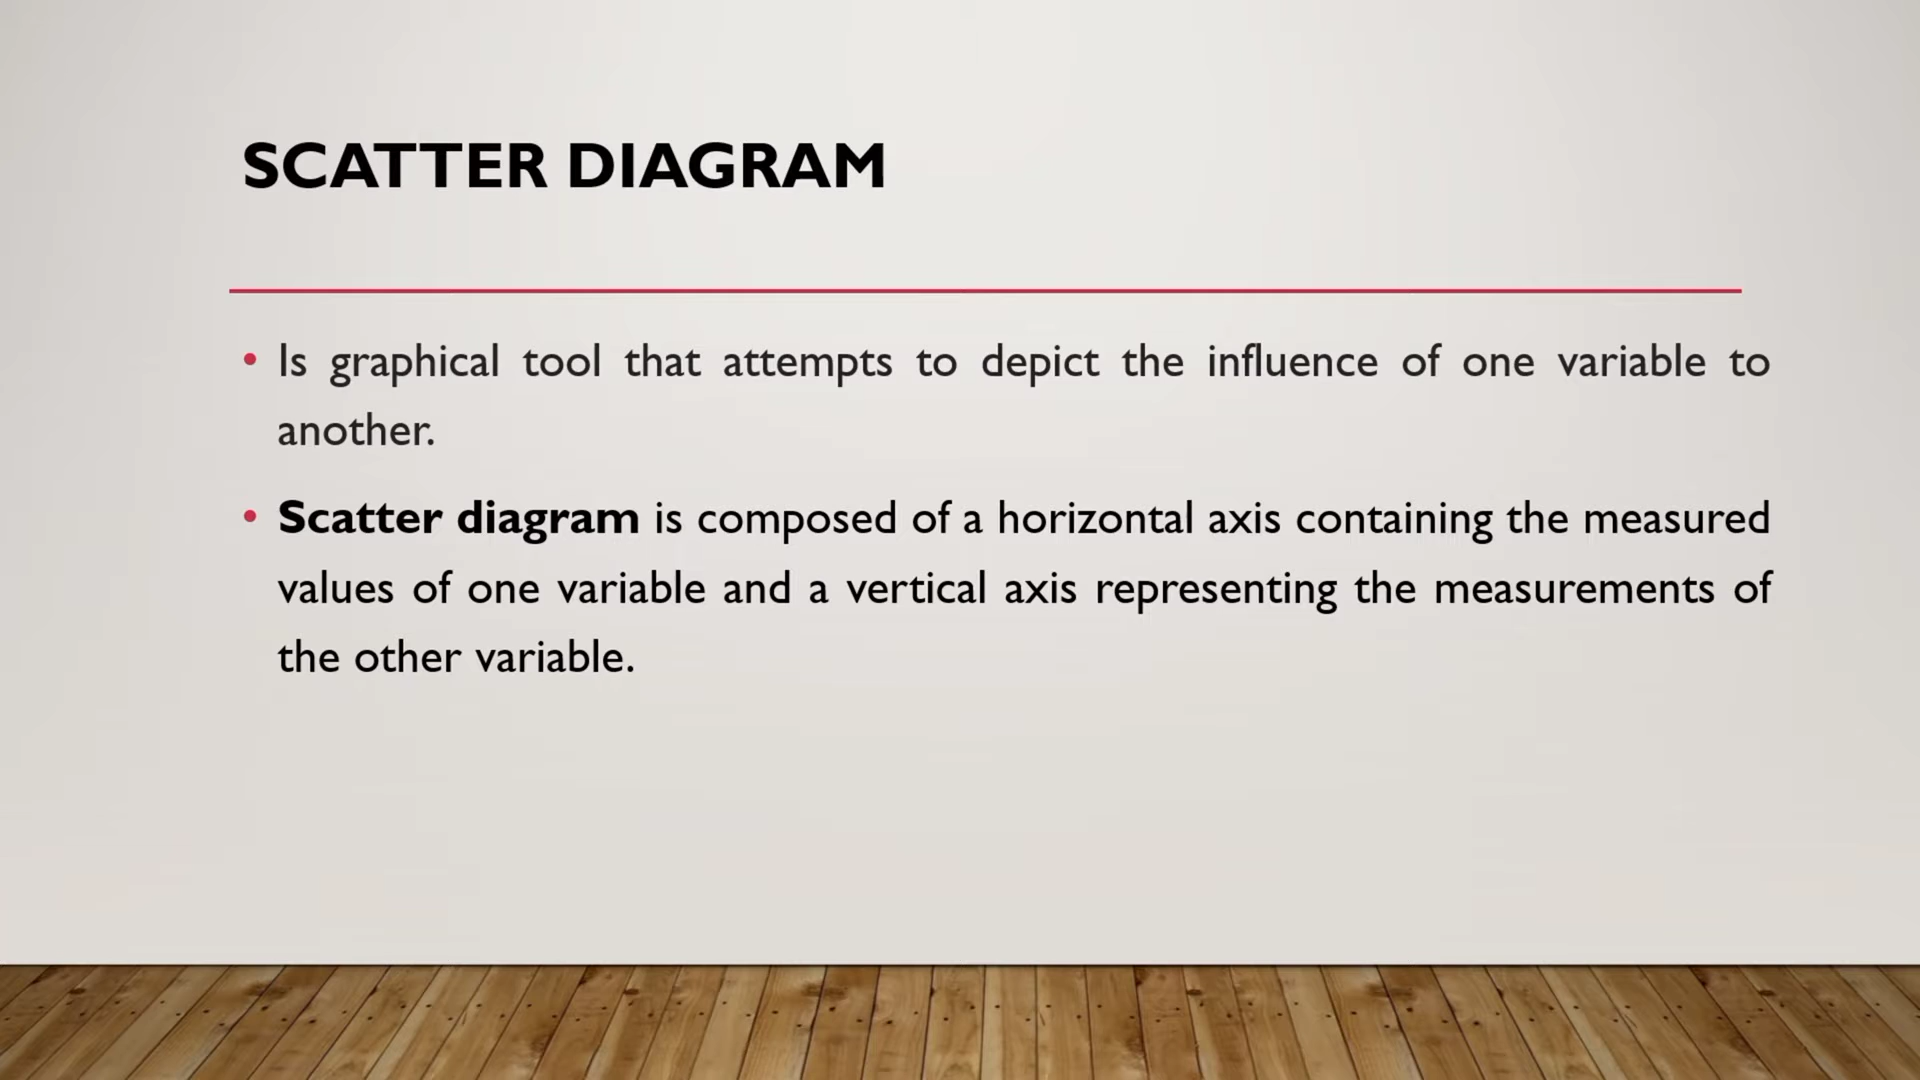 SCATTER DIAGRAM
• Is graphical tool that attempts to depict the influence of one variable to
another.
• Scatter diagram is composed of a horizontal axis containing the measured
values of one variable and a vertical axis representing the measurements of
the other variable.